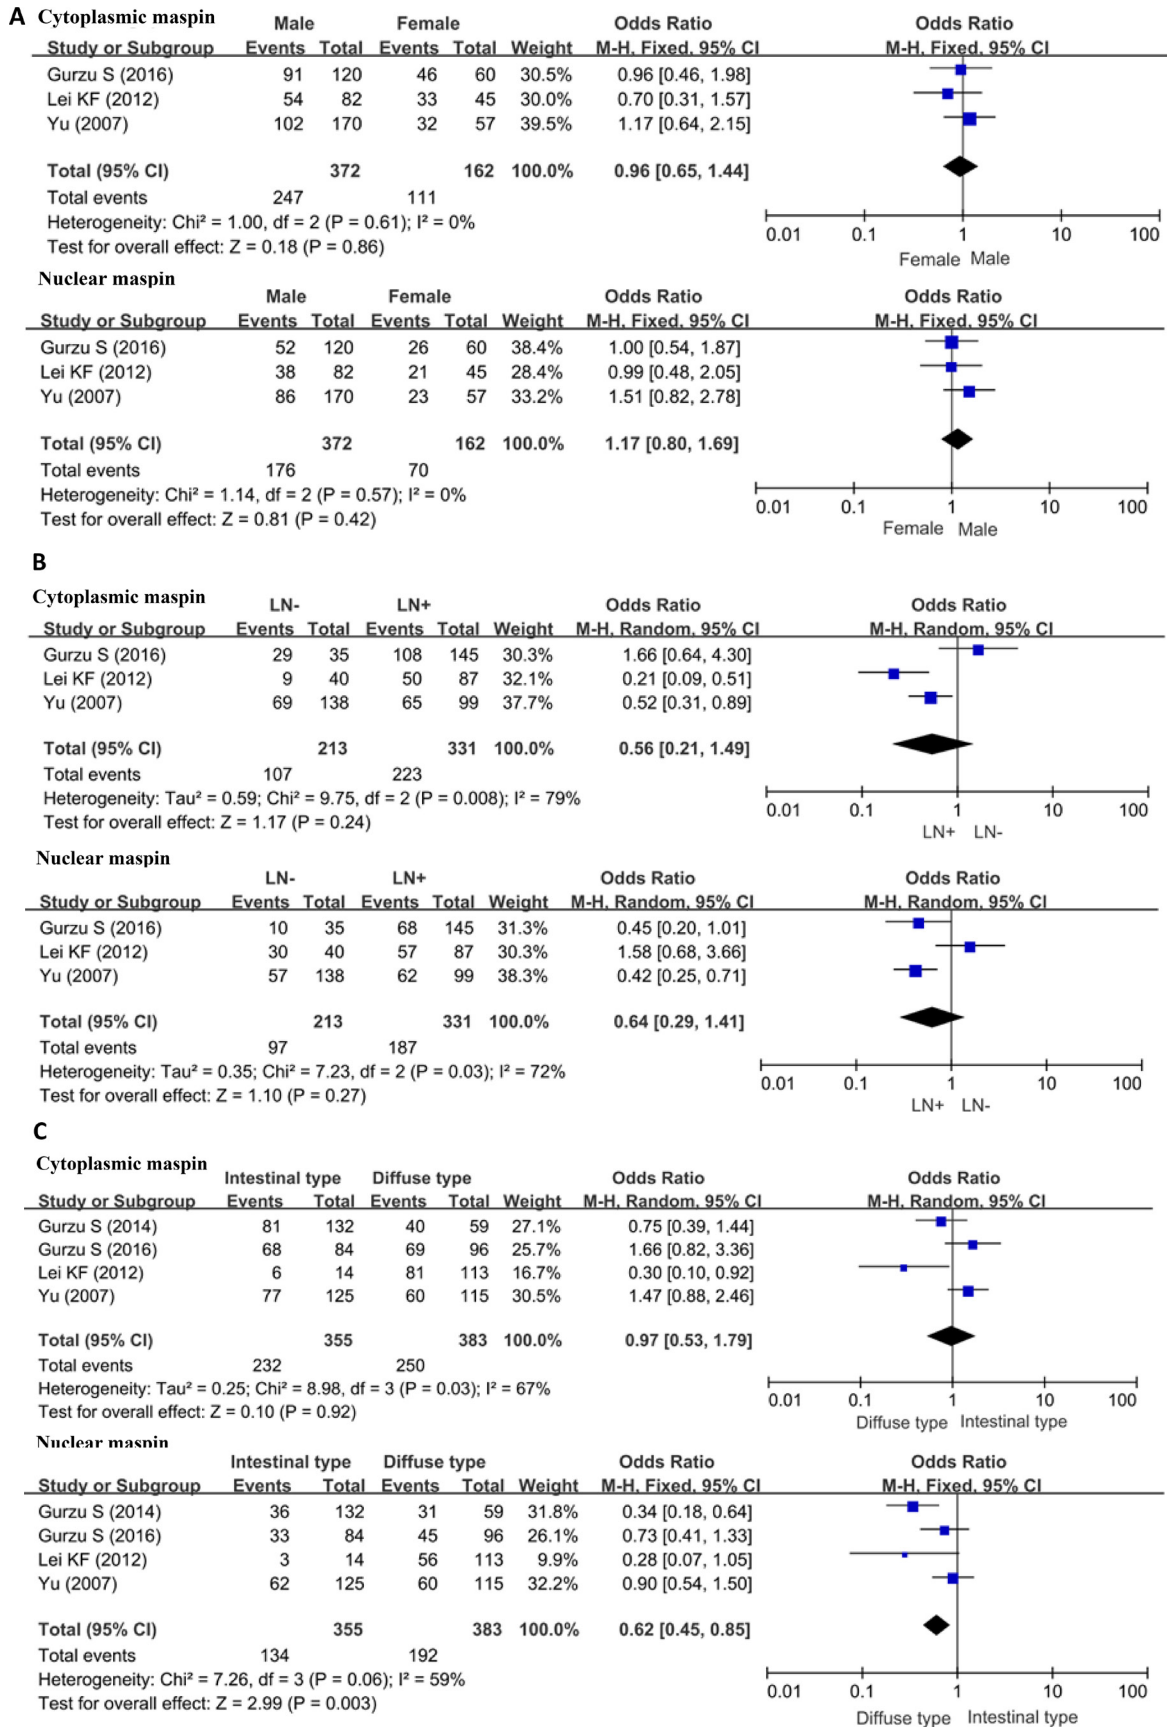 A Cytoplasmic maspin
Male Female Odds Ratio Odds Ratio
Study or Subgroup Events Total Events Total Weight M-H, Fixed, 95% CI M-H, Fixed, 95% CI
Gurzu S (2016) 91 120 46 60 30.5% 0.96 [0.46, 1.98]
Lei KF (2012) 54 82 33 45 30.0% 0.70 [0.31, 1.57]
Yu (2007) 102 170 32 57 39.5% 1.17 [0.64, 2.15]
Total (95% CI) 372 162 100.0% 0.96 [0.65, 1.44]
Total events 247 111
Heterogeneity: Chi² = 1.00, df = 2 (P = 0.61); I² = 0%
Test for overall effect: Z = 0.18 (P = 0.86)
0.01 0.1 1 10 100
Female Male
Nuclear maspin
Male Female Odds Ratio Odds Ratio
Study or Subgroup Events Total Events Total Weight M-H, Fixed, 95% CI M-H, Fixed, 95% CI
Gurzu S (2016) 52 120 26 60 38.4% 1.00 [0.54, 1.87]
Lei KF (2012) 38 82 21 45 28.4% 0.99 [0.48, 2.05]
Yu (2007) 86 170 23 57 33.2% 1.51 [0.82, 2.78]
Total (95% CI) 372 162 100.0% 1.17 [0.80, 1.69]
Total events 176 70
Heterogeneity: Chi² = 1.14, df = 2 (P = 0.57); I² = 0%
Test for overall effect: Z = 0.81 (P = 0.42)
0.01 0.1 1 10 100
Female Male
B
Cytoplasmic maspin
LN- LN+ Odds Ratio Odds Ratio
Study or Subgroup Events Total Events Total Weight M-H, Random, 95% CI M-H, Random, 95% CI
Gurzu S (2016) 29 35 108 145 30.3% 1.66 [0.64, 4.30]
Lei KF (2012) 9 40 50 87 32.1% 0.21 [0.09, 0.51]
Yu (2007) 69 138 65 99 37.7% 0.52 [0.31, 0.89]
Total (95% CI) 213 331 100.0% 0.56 [0.21, 1.49]
Total events 107 223
Heterogeneity: Tau² = 0.59; Chi² = 9.75, df = 2 (P = 0.008); I² = 79%
Test for overall effect: Z = 1.17 (P = 0.24)
0.01 0.1 1 10 100
LN+ LN-
Nuclear maspin
LN- LN+ Odds Ratio Odds Ratio
Study or Subgroup Events Total Events Total Weight M-H, Random, 95% CI M-H, Random, 95% CI
Gurzu S (2016) 10 35 68 145 31.3% 0.45 [0.20, 1.01]
Lei KF (2012) 30 40 57 87 30.3% 1.58 [0.68, 3.66]
Yu (2007) 57 138 62 99 38.3% 0.42 [0.25, 0.71]
Total (95% CI) 213 331 100.0% 0.64 [0.29, 1.41]
Total events 97 187
Heterogeneity: Tau² = 0.35; Chi² = 7.23, df = 2 (P = 0.03); I² = 72%
Test for overall effect: Z = 1.10 (P = 0.27)
0.01 0.1 1 10 100
LN+ LN-
C
Cytoplasmic maspin
Intestinal type Diffuse type Odds Ratio Odds Ratio
Study or Subgroup Events Total Events Total Weight M-H, Random, 95% CI M-H, Random, 95% CI
Gurzu S (2014) 81 132 40 59 27.1% 0.75 [0.39, 1.44]
Gurzu S (2016) 68 84 69 96 25.7% 1.66 [0.82, 3.36]
Lei KF (2012) 6 14 81 113 16.7% 0.30 [0.10, 0.92]
Yu (2007) 77 125 60 115 30.5% 1.47 [0.88, 2.46]
Total (95% CI) 355 383 100.0% 0.97 [0.53, 1.79]
Total events 232 250
Heterogeneity: Tau² = 0.25; Chi² = 8.98, df = 3 (P = 0.03); I² = 67%
Test for overall effect: Z = 0.10 (P = 0.92)
0.01 0.1 1 10 100
Diffuse type Intestinal type
Nuclear maspin
Intestinal type Diffuse type Odds Ratio Odds Ratio
Study or Subgroup Events Total Events Total Weight M-H, Fixed, 95% CI M-H, Fixed, 95% CI
Gurzu S (2014) 36 132 31 59 31.8% 0.34 [0.18, 0.64]
Gurzu S (2016) 33 84 45 96 26.1% 0.73 [0.41, 1.33]
Lei KF (2012) 3 14 56 113 9.9% 0.28 [0.07, 1.05]
Yu (2007) 62 125 60 115 32.2% 0.90 [0.54, 1.50]
Total (95% CI) 355 383 100.0% 0.62 [0.45, 0.85]
Total events 134 192
Heterogeneity: Chi² = 7.26, df = 3 (P = 0.06); I² = 59%
Test for overall effect: Z = 2.99 (P = 0.003)
0.01 0.1 1 10 100
Diffuse type Intestinal type